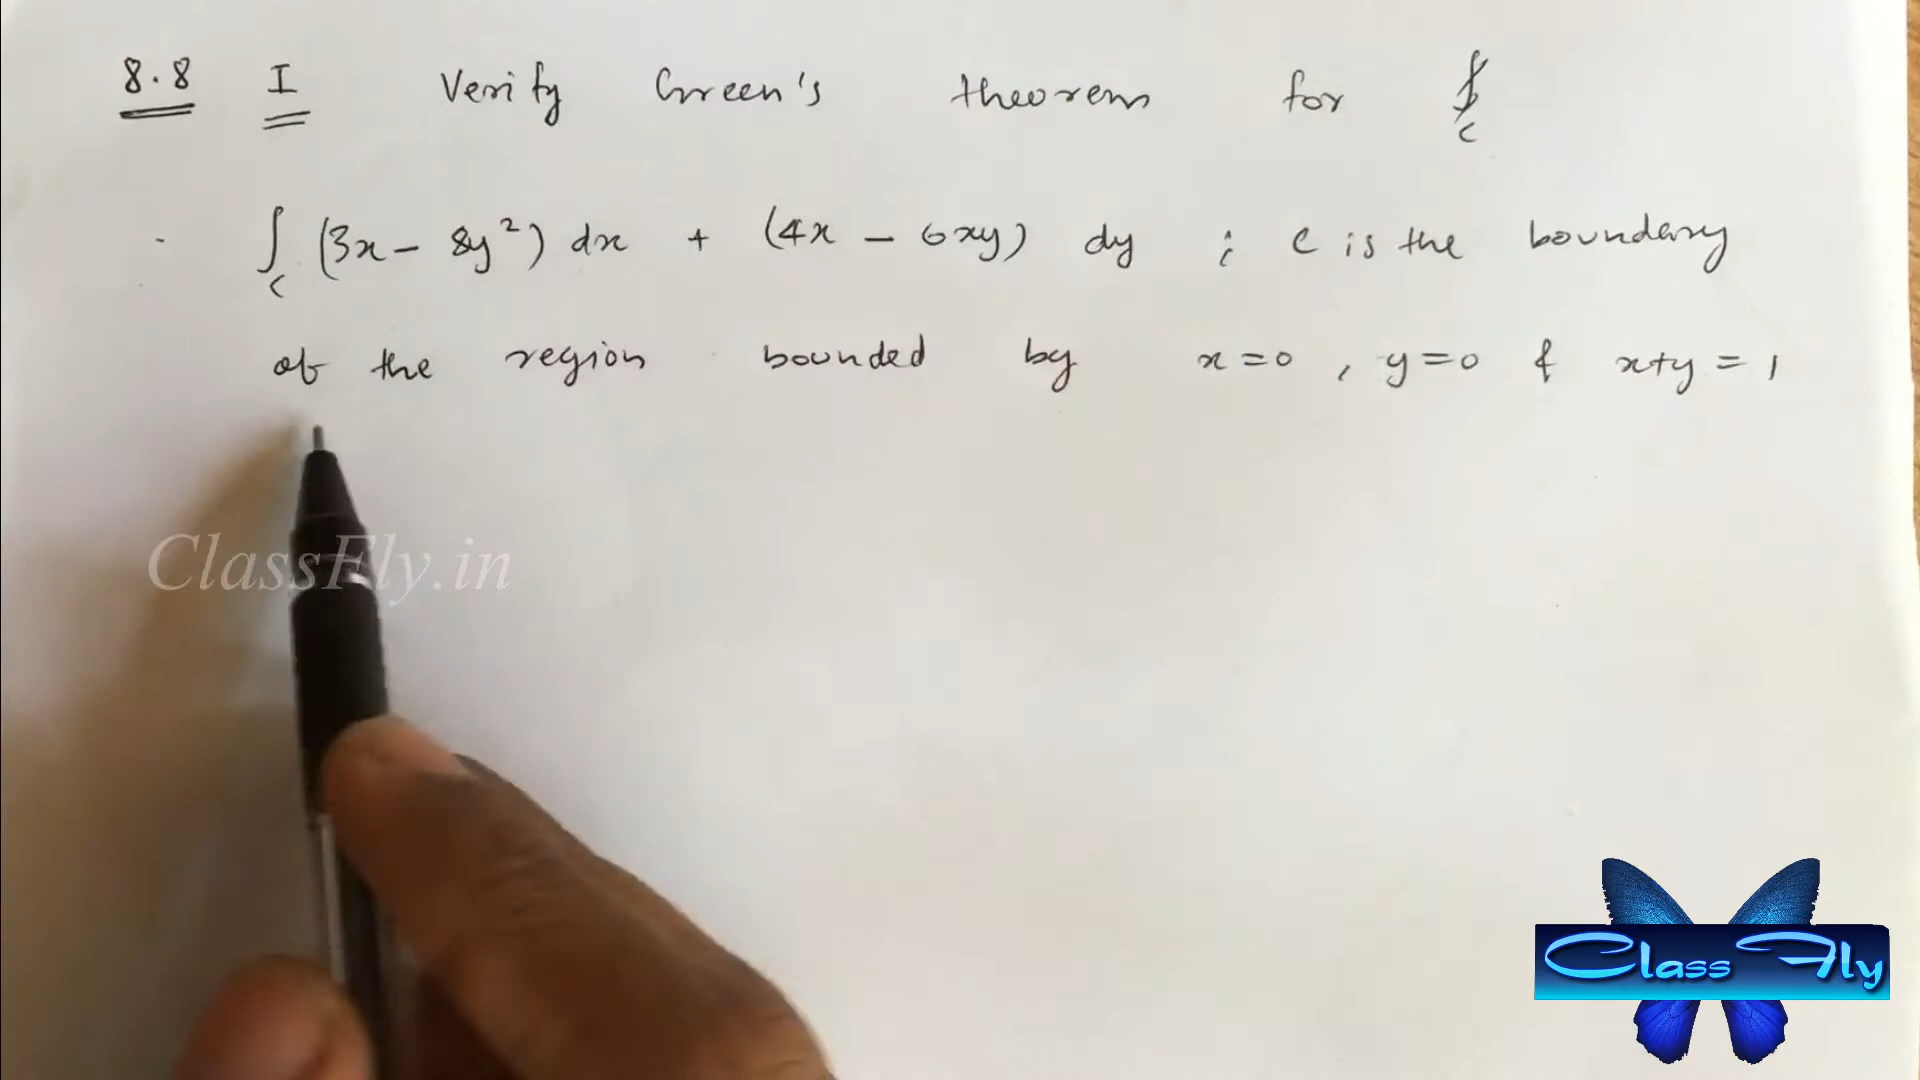 8.8 I Verify Green's theorem for ∮c
∫c (3x - 8y²) dx + (4x - 6xy) dy ; C is the boundary
of the region bounded by x=0, y=0 & x+y = 1
ClassFly.in
Class Fly